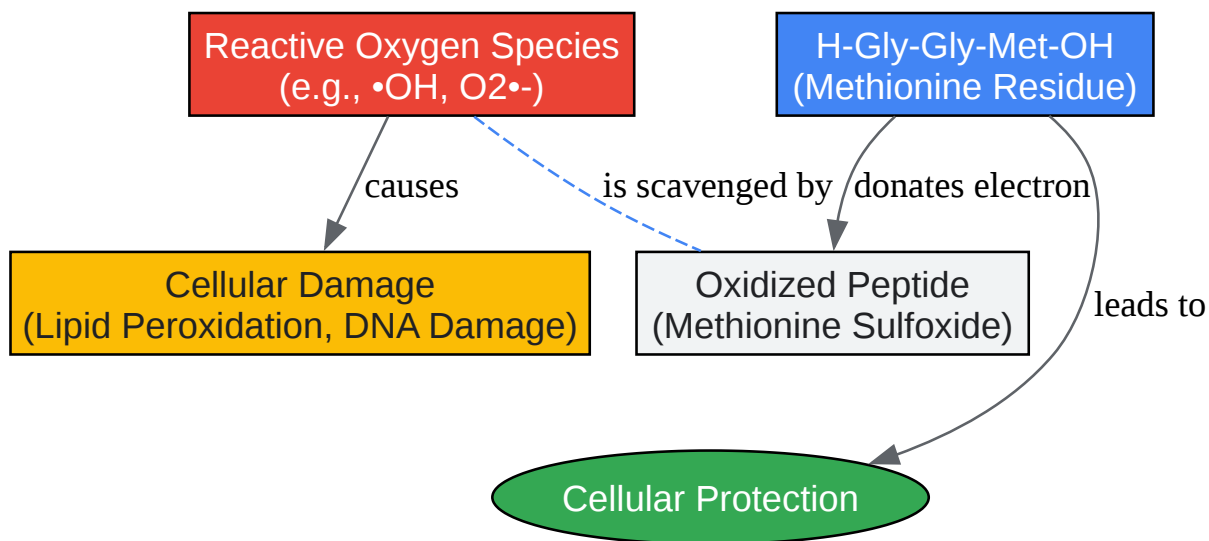 Reactive Oxygen Species
(e.g., •OH, O2•-)
H-Gly-Gly-Met-OH
(Methionine Residue)
causes
is scavenged by
donates electron
Cellular Damage
(Lipid Peroxidation, DNA Damage)
Oxidized Peptide
(Methionine Sulfoxide)
leads to
Cellular Protection